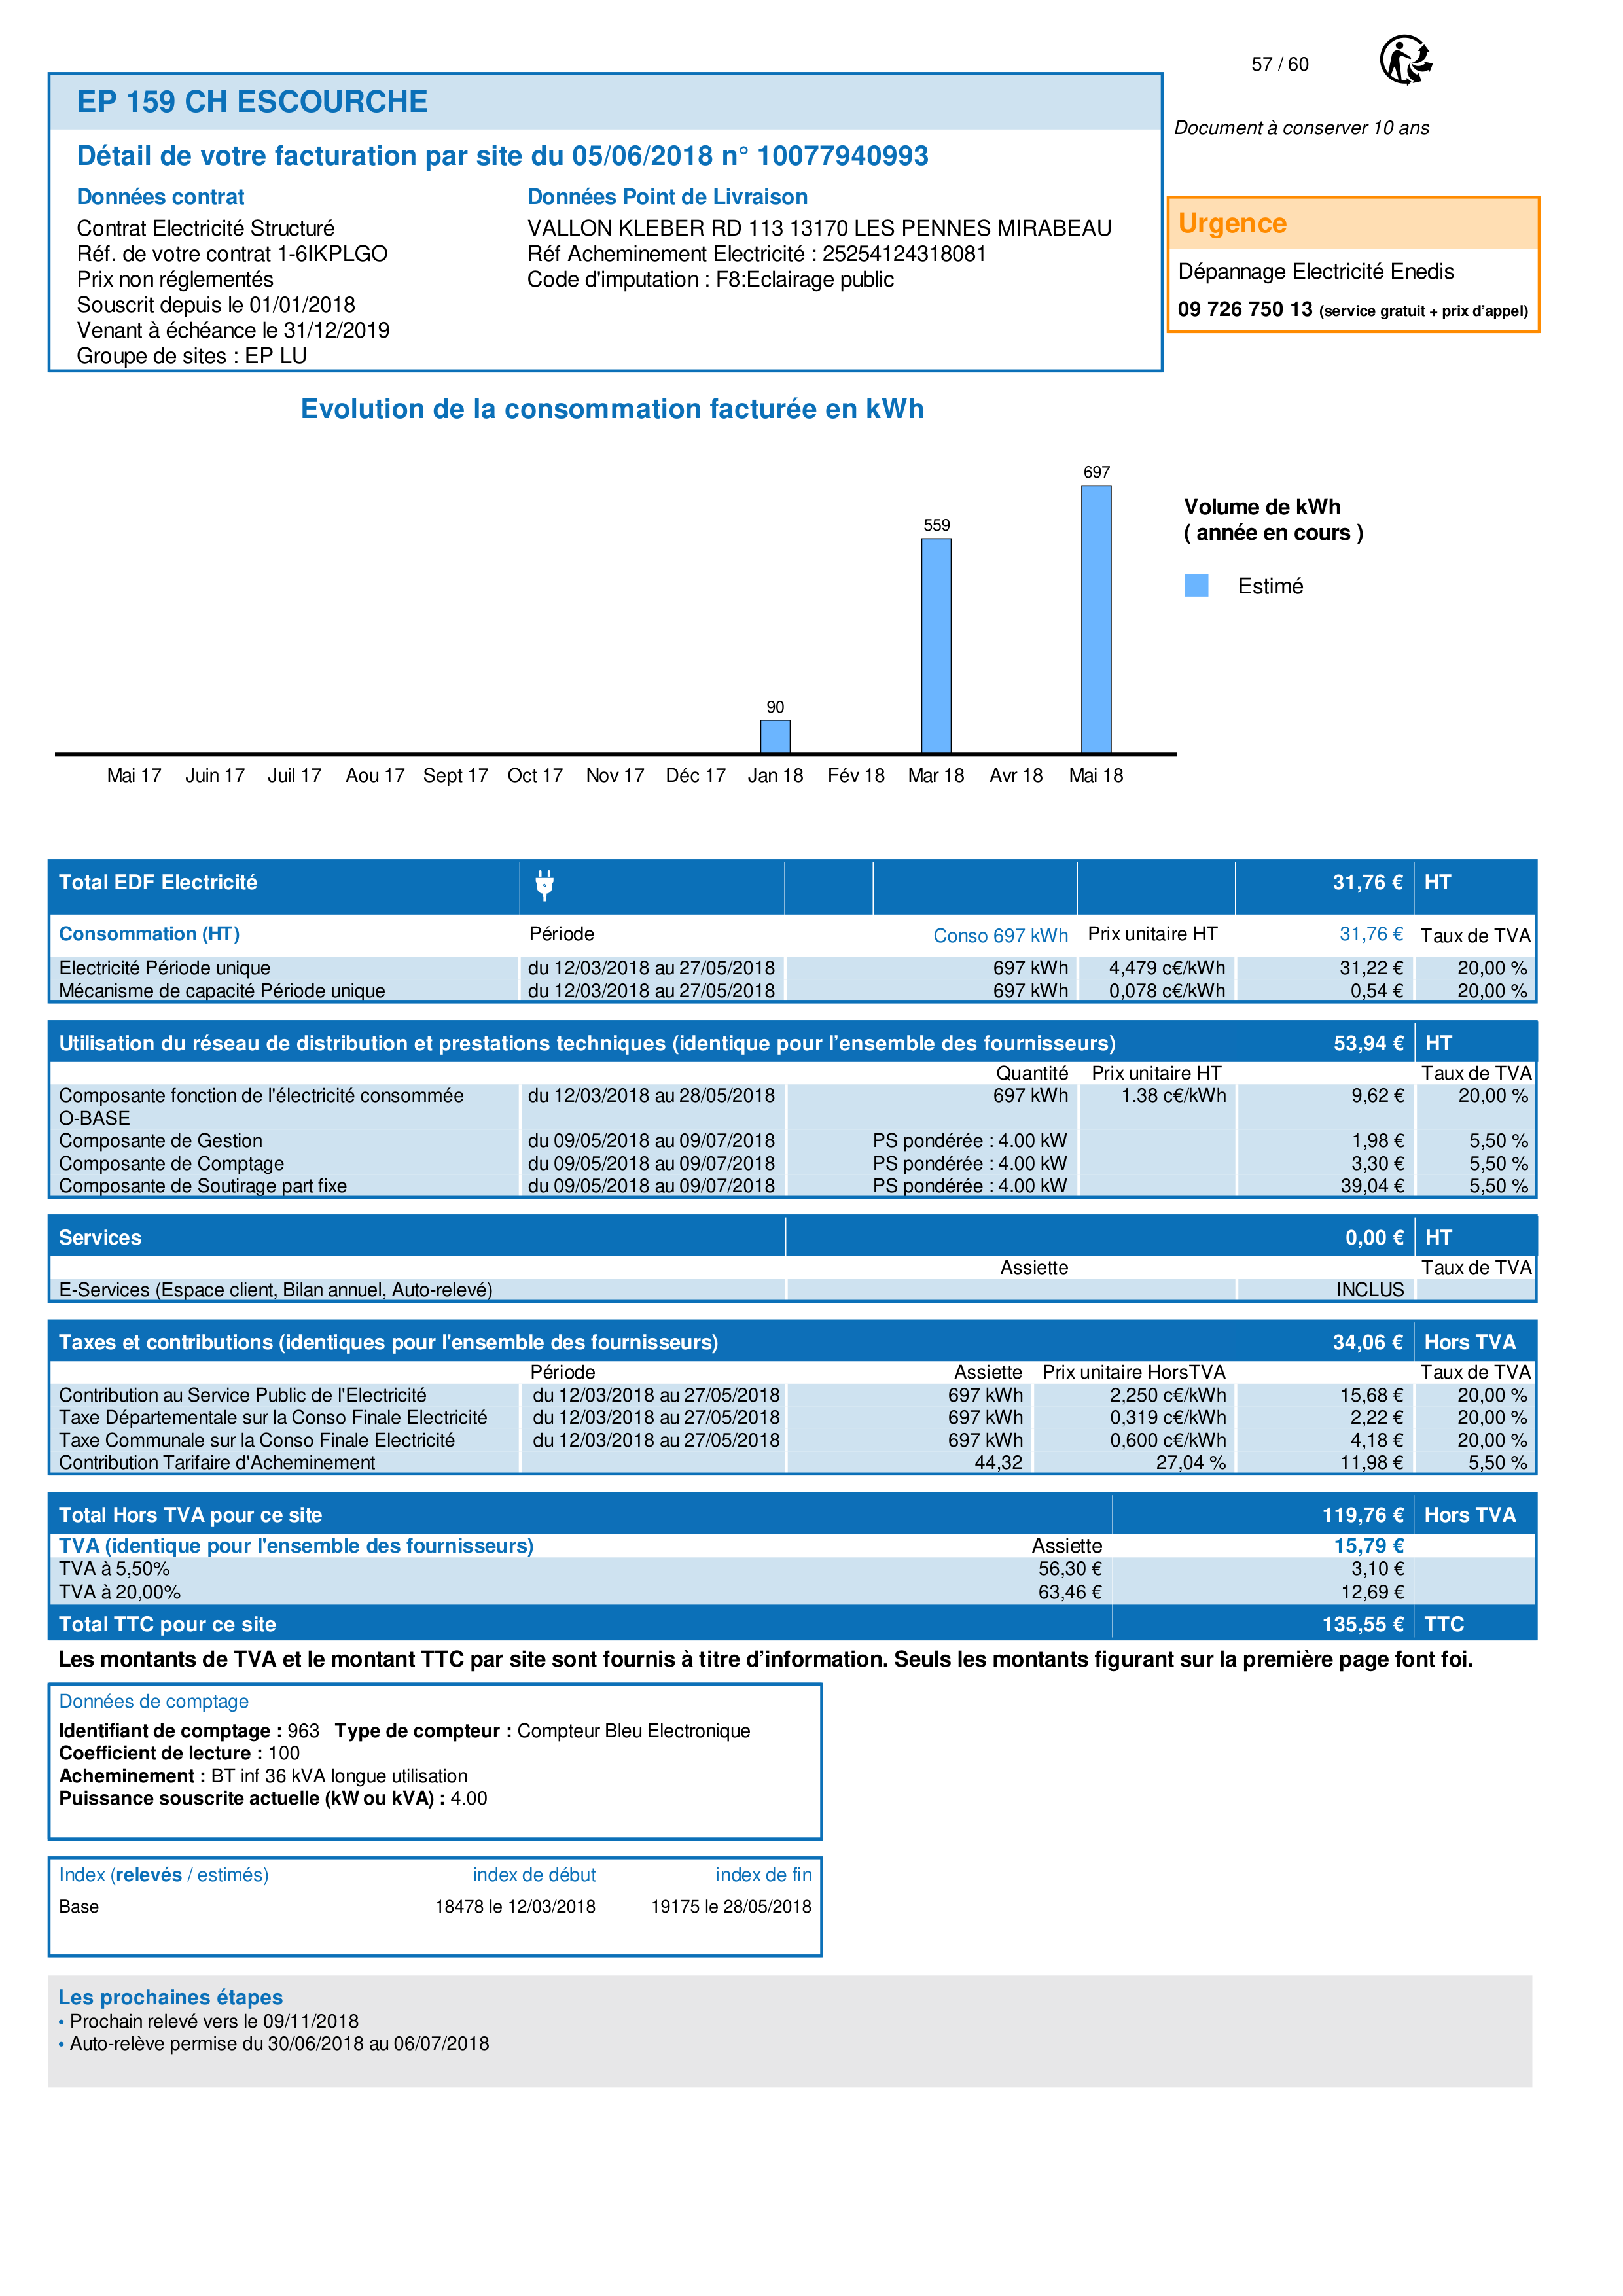 57 / 60
EP 159 CH ESCOURCHE
Document à conserver 10 ans
Détail de votre facturation par site du 05/06/2018 n° 10077940993
Données contrat Données Point de Livraison
Contrat Electricité Structuré VALLON KLEBER RD 113 13170 LES PENNES MIRABEAU
Réf. de votre contrat 1-6IKPLGO Réf Acheminement Electricité : 25254124318081
Prix non réglementés Code d'imputation : F8:Eclairage public
Souscrit depuis le 01/01/2018
Venant à échéance le 31/12/2019
Groupe de sites : EP LU
Urgence
Dépannage Electricité Enedis
09 726 750 13 (service gratuit + prix d’appel)
Evolution de la consommation facturée en kWh
697
559
90
Mai 17 Juin 17 Juil 17 Aou 17 Sept 17 Oct 17 Nov 17 Déc 17 Jan 18 Fév 18 Mar 18 Avr 18 Mai 18
Volume de kWh
( année en cours )
Estimé
Total EDF Electricité 31,76 € HT
Consommation (HT) Période Conso 697 kWh Prix unitaire HT 31,76 € Taux de TVA
Electricité Période unique du 12/03/2018 au 27/05/2018 697 kWh 4,479 c€/kWh 31,22 € 20,00 %
Mécanisme de capacité Période unique du 12/03/2018 au 27/05/2018 697 kWh 0,078 c€/kWh 0,54 € 20,00 %
Utilisation du réseau de distribution et prestations techniques (identique pour l’ensemble des fournisseurs) 53,94 € HT
Quantité Prix unitaire HT Taux de TVA
Composante fonction de l'électricité consommée du 12/03/2018 au 28/05/2018 697 kWh 1.38 c€/kWh 9,62 € 20,00 %
O-BASE
Composante de Gestion du 09/05/2018 au 09/07/2018 PS pondérée : 4.00 kW 1,98 € 5,50 %
Composante de Comptage du 09/05/2018 au 09/07/2018 PS pondérée : 4.00 kW 3,30 € 5,50 %
Composante de Soutirage part fixe du 09/05/2018 au 09/07/2018 PS pondérée : 4.00 kW 39,04 € 5,50 %
Services 0,00 € HT
Assiette Taux de TVA
E-Services (Espace client, Bilan annuel, Auto-relevé) INCLUS
Taxes et contributions (identiques pour l'ensemble des fournisseurs) 34,06 € Hors TVA
Période Assiette Prix unitaire HorsTVA Taux de TVA
Contribution au Service Public de l'Electricité du 12/03/2018 au 27/05/2018 697 kWh 2,250 c€/kWh 15,68 € 20,00 %
Taxe Départementale sur la Conso Finale Electricité du 12/03/2018 au 27/05/2018 697 kWh 0,319 c€/kWh 2,22 € 20,00 %
Taxe Communale sur la Conso Finale Electricité du 12/03/2018 au 27/05/2018 697 kWh 0,600 c€/kWh 4,18 € 20,00 %
Contribution Tarifaire d'Acheminement 44,32 27,04 % 11,98 € 5,50 %
Total Hors TVA pour ce site 119,76 € Hors TVA
TVA (identique pour l'ensemble des fournisseurs) Assiette 15,79 €
TVA à 5,50% 56,30 € 3,10 €
TVA à 20,00% 63,46 € 12,69 €
Total TTC pour ce site 135,55 € TTC
Les montants de TVA et le montant TTC par site sont fournis à titre d’information. Seuls les montants figurant sur la première page font foi.
Données de comptage
Identifiant de comptage : 963 Type de compteur : Compteur Bleu Electronique
Coefficient de lecture : 100
Acheminement : BT inf 36 kVA longue utilisation
Puissance souscrite actuelle (kW ou kVA) : 4.00
Index (relevés / estimés) index de début index de fin
Base 18478 le 12/03/2018 19175 le 28/05/2018
Les prochaines étapes
• Prochain relevé vers le 09/11/2018
• Auto-relève permise du 30/06/2018 au 06/07/2018